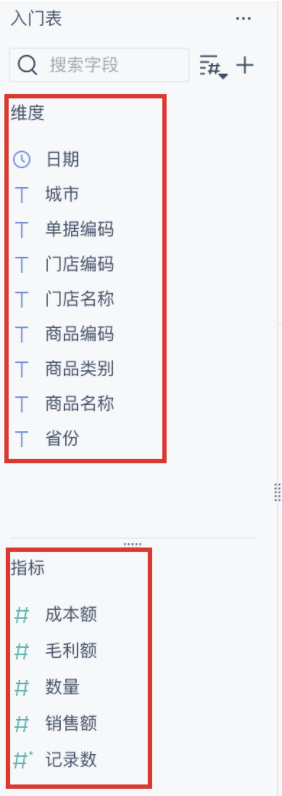 入门表
搜索字段
维度
日期
城市
单据编码
门店编码
门店名称
商品编码
商品类别
商品名称
省份
指标
成本额
毛利额
数量
销售额
记录数